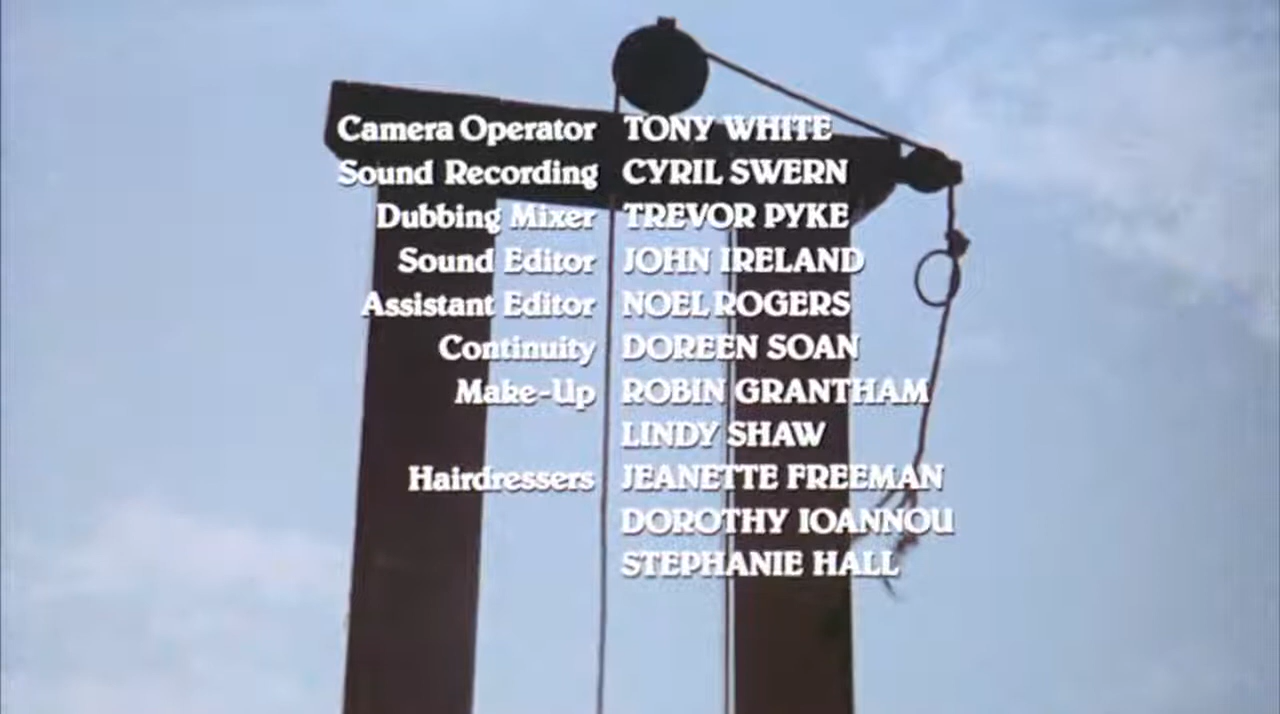 Camera Operator TONY WHITE
Sound Recording CYRIL SWERN
Dubbing Mixer TREVOR PYKE
Sound Editor JOHN IRELAND
Assistant Editor NOEL ROGERS
Continuity DOREEN SOAN
Make-Up ROBIN GRANTHAM
LINDY SHAW
Hairdressers JEANETTE FREEMAN
DOROTHY IOANNOU
STEPHANIE HALL